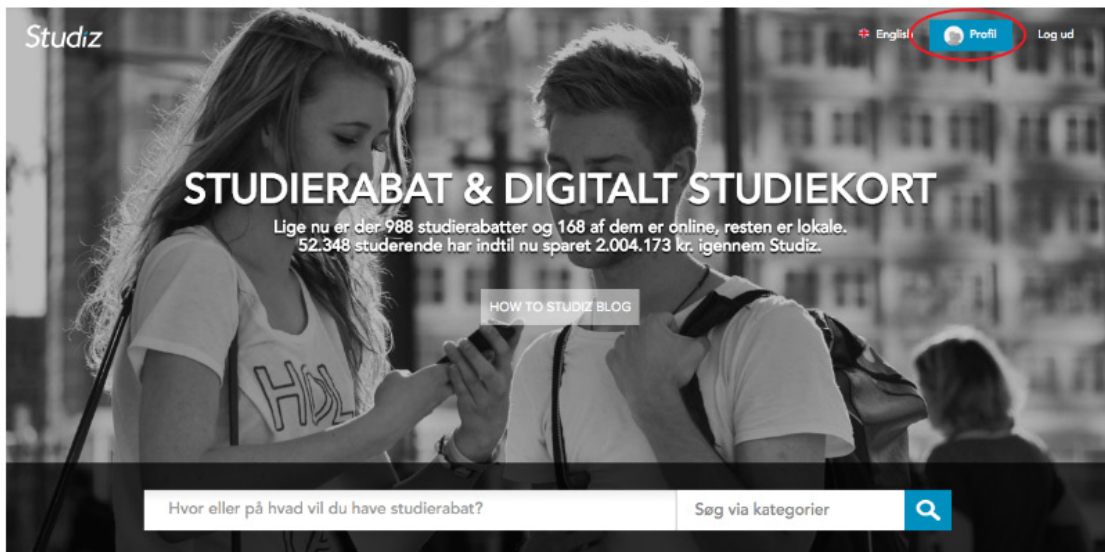 Studiz
English
Profil
Log ud
STUDIERABAT & DIGITALT STUDIEKORT
Lige nu er der 988 studierabatter og 168 af dem er online, resten er lokale.
52.348 studerende har indtil nu sparet 2.004.173 kr. igennem Studiz.
HOW TO STUDIZ BLOG
HOL
Hvor eller på hvad vil du have studierabat?
Søg via kategorier